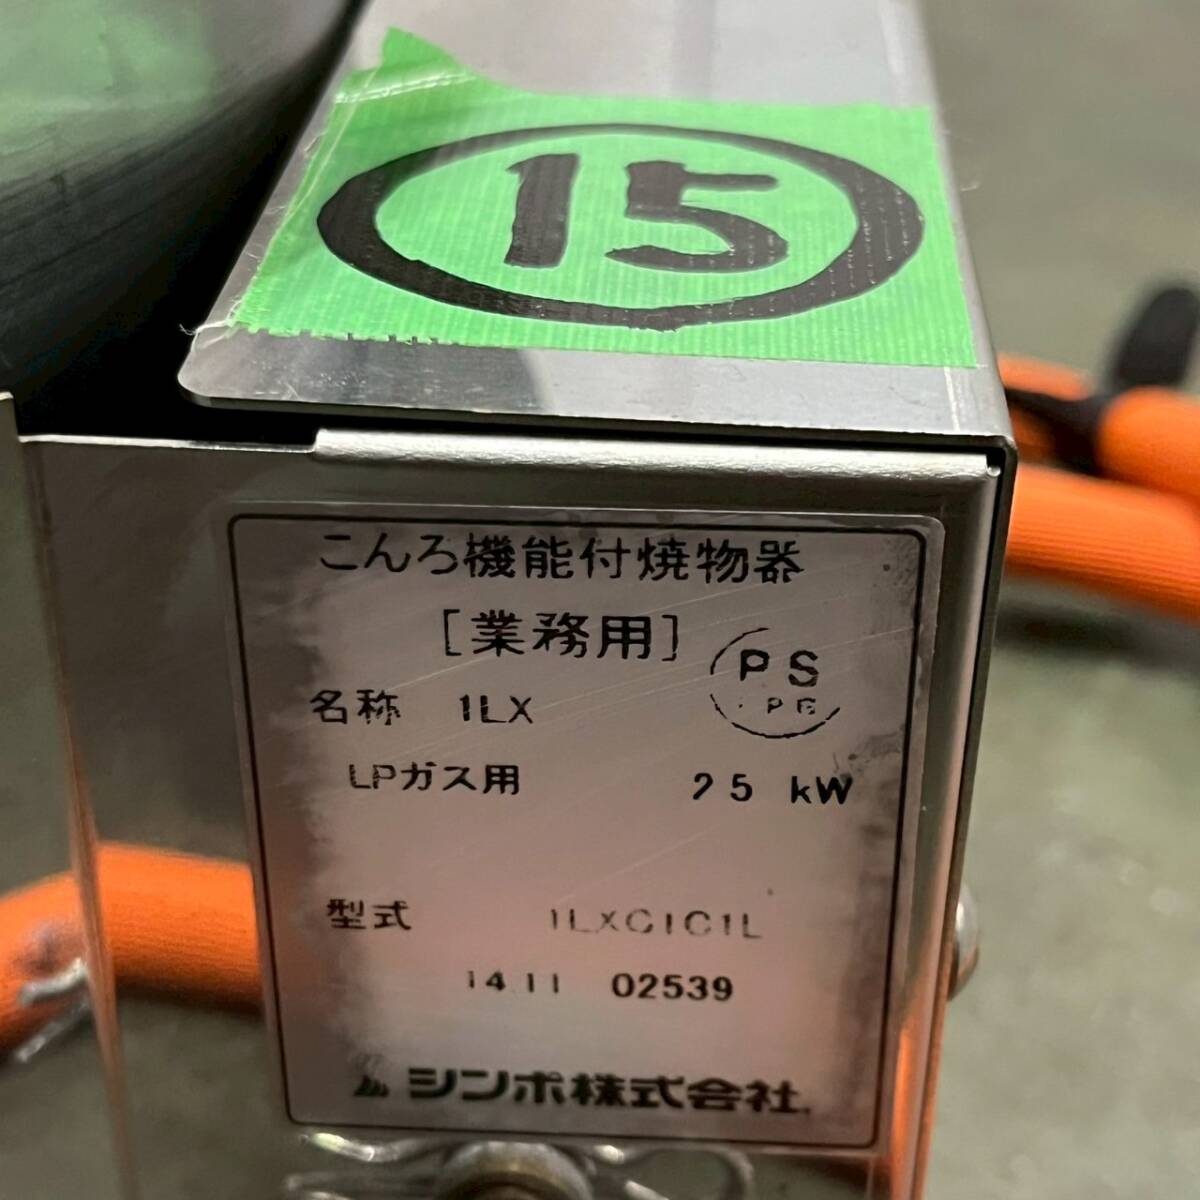 15
こんろ機能付焼物器
[業務用]
PS
LPG
名称 1LX
LPガス用 2.5 kW
型式 1LXC1C1L
14.11 02539
シンポ株式会社